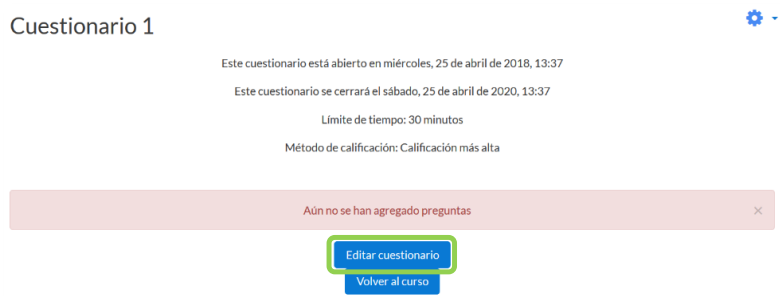 Cuestionario 1
Este cuestionario está abierto en miércoles, 25 de abril de 2018, 13:37
Este cuestionario se cerrará el sábado, 25 de abril de 2020, 13:37
Límite de tiempo: 30 minutos
Método de calificación: Calificación más alta
Aún no se han agregado preguntas
×
Editar cuestionario
Volver al curso